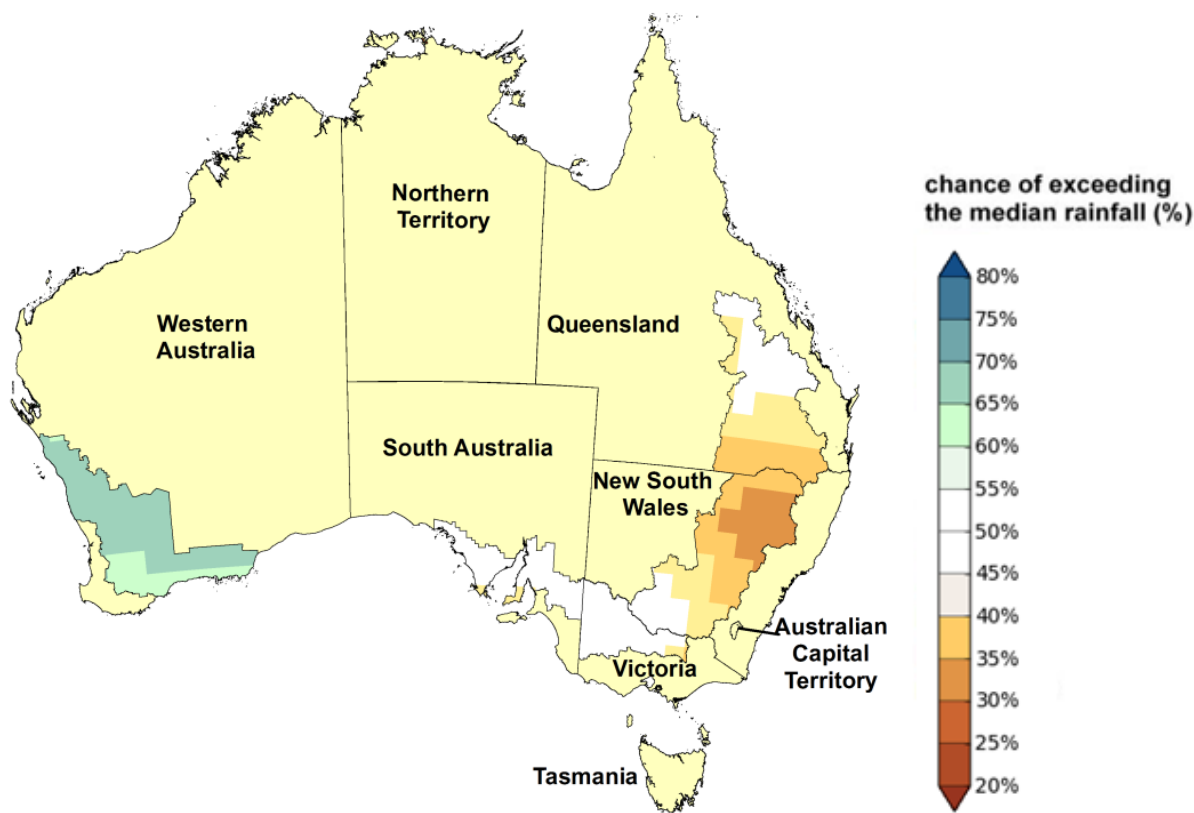 Northern
Territory
Western
Australia
Queensland
South Australia
New South
Wales
Australian
Capital
Territory
Victoria
Tasmania
chance of exceeding
the median rainfall (%)
80%
75%
70%
65%
60%
55%
50%
45%
40%
35%
30%
25%
20%